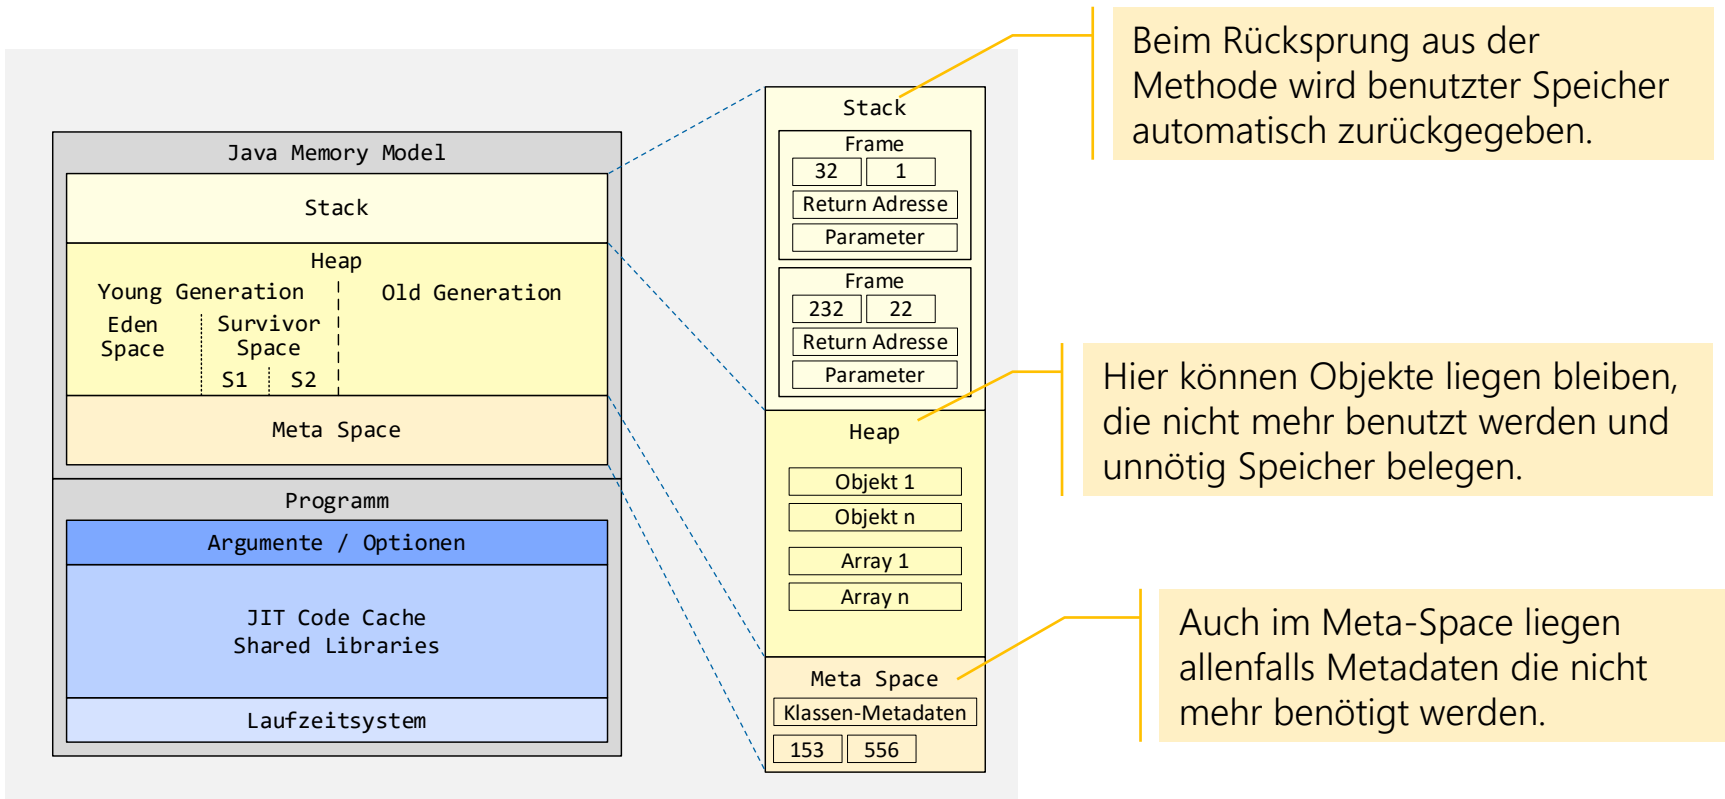 Java Memory Model
Stack
Heap
Young Generation
Old Generation
Eden
Space
Survivor
Space
S1
S2
Meta Space
Programm
Argumente / Optionen
JIT Code Cache
Shared Libraries
Laufzeitsystem
Stack
Frame
32
1
Return Adresse
Parameter
Frame
232
22
Return Adresse
Parameter
Heap
Objekt 1
Objekt n
Array 1
Array n
Meta Space
Klassen-Metadaten
153
556
Beim Rücksprung aus der
Methode wird benutzter Speicher
automatisch zurückgegeben.
Hier können Objekte liegen bleiben,
die nicht mehr benutzt werden und
unnötig Speicher belegen.
Auch im Meta-Space liegen
allenfalls Metadaten die nicht
mehr benötigt werden.